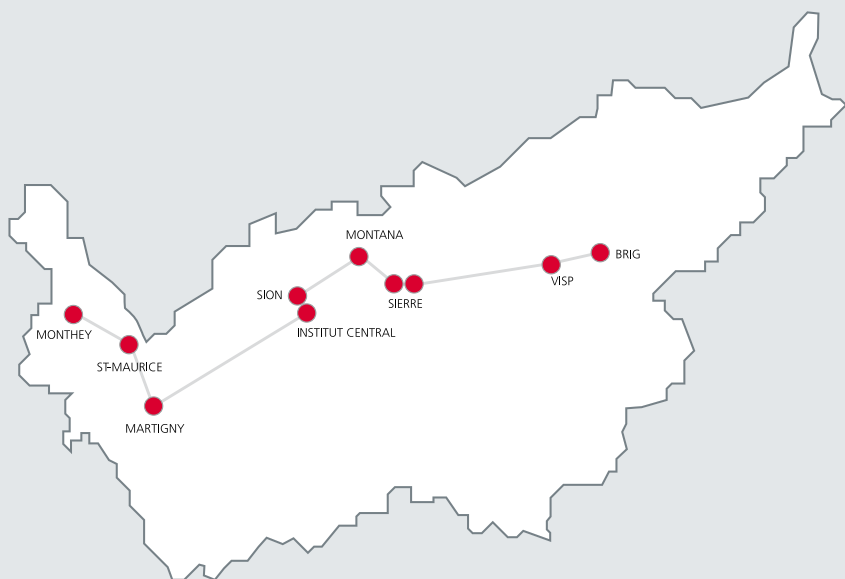 MONTANA
BRIG
VISP
SION
SIERRE
INSTITUT CENTRAL
MONTHEY
ST-MAURICE
MARTIGNY